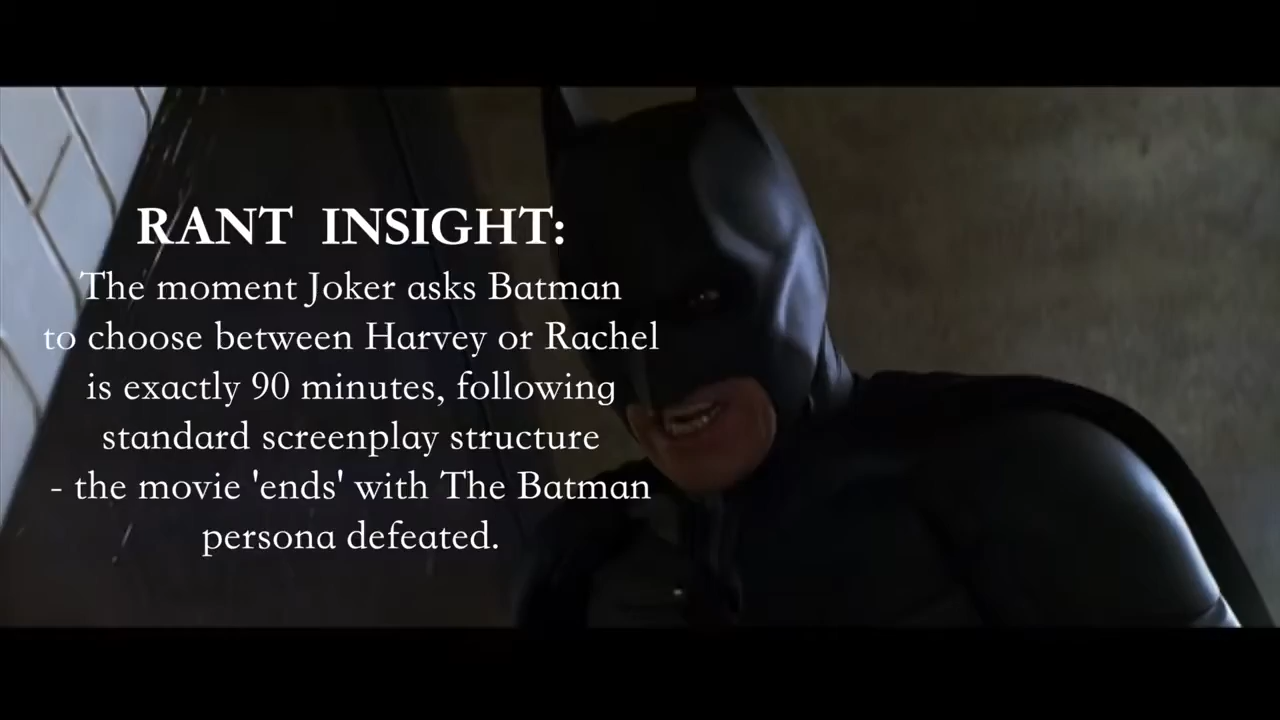 RANT INSIGHT:
The moment Joker asks Batman
to choose between Harvey or Rachel
is exactly 90 minutes, following
standard screenplay structure
- the movie 'ends' with The Batman
persona defeated.